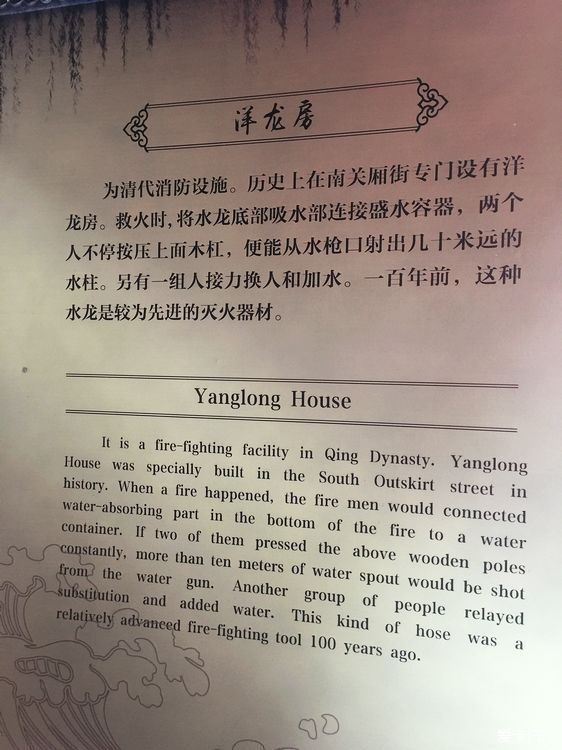 洋龙房
为清代消防设施。历史上在南关厢街专门设有洋
龙房。救火时,将水龙底部吸水部连接盛水容器，两个
人不停按压上面木杠，便能从水枪口射出几十米远的
水柱。另有一组人接力换人和加水。一百年前，这种
水龙是较为先进的灭火器材。
Yanglong House
It is a fire-fighting facility in Qing Dynasty. Yanglong
House was specially built in the South Outskirt street in
history. When a fire happened, the fire men would connected
water-absorbing part in the bottom of the fire to a water
container. If two of them pressed the above wooden poles
constantly, more than ten meters of water spout would be shot
from the water gun. Another group of people relayed
substitution and added water. This kind of hose was a
relatively advanced fire-fighting tool 100 years ago.